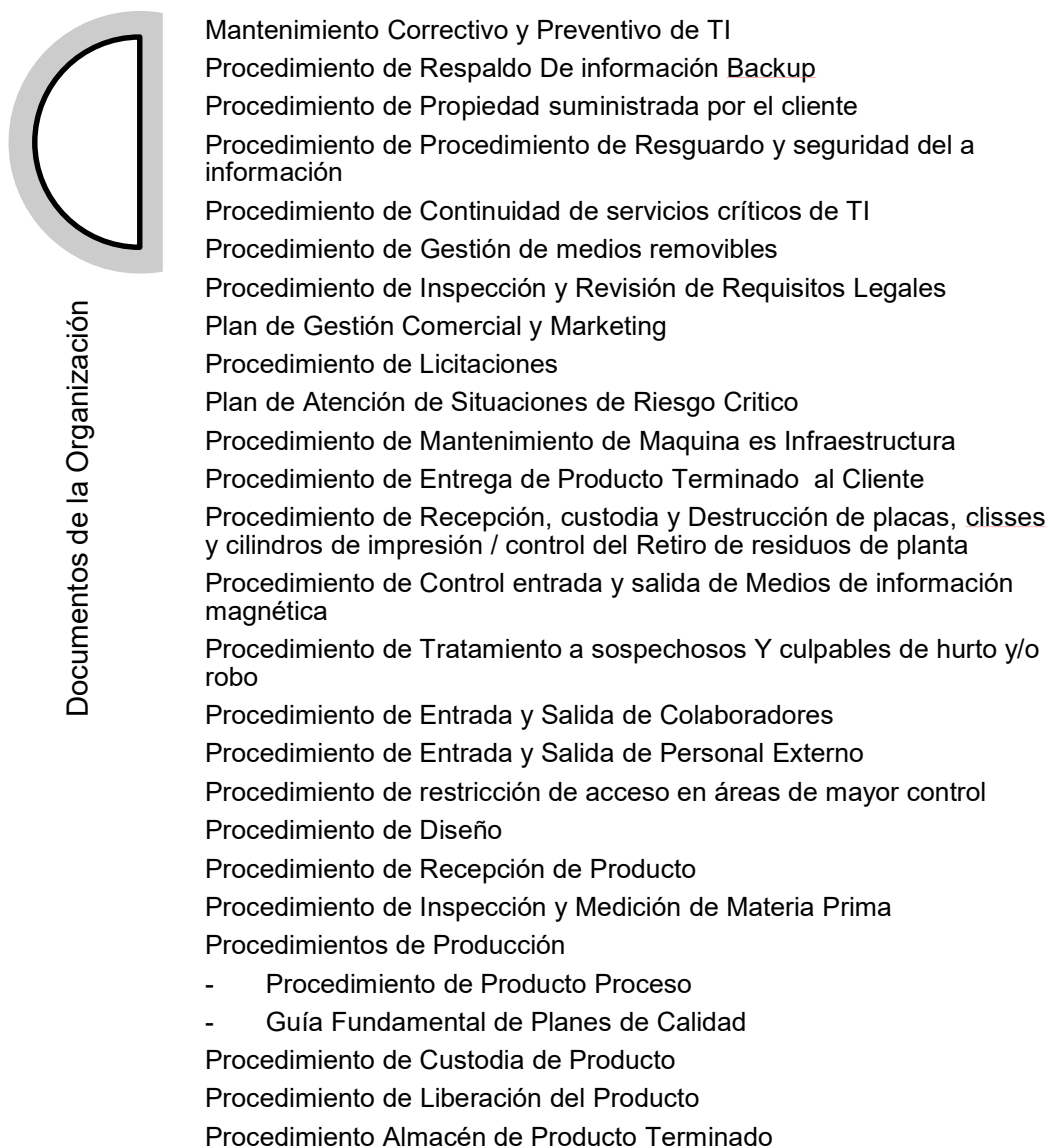 Mantenimiento Correctivo y Preventivo de TI
Procedimiento de Respaldo De información Backup
Procedimiento de Propiedad suministrada por el cliente
Procedimiento de Procedimiento de Resguardo y seguridad del a
información
Procedimiento de Continuidad de servicios críticos de TI
Procedimiento de Gestión de medios removibles
Procedimiento de Inspección y Revisión de Requisitos Legales
Plan de Gestión Comercial y Marketing
Procedimiento de Licitaciones
Plan de Atención de Situaciones de Riesgo Critico
Procedimiento de Mantenimiento de Maquina es Infraestructura
Procedimiento de Entrega de Producto Terminado  al Cliente
Procedimiento de Recepción, custodia y Destrucción de placas, clisses
y cilindros de impresión / control del Retiro de residuos de planta
Procedimiento de Control entrada y salida de Medios de información
magnética
Procedimiento de Tratamiento a sospechosos Y culpables de hurto y/o
robo
Procedimiento de Entrada y Salida de Colaboradores
Procedimiento de Entrada y Salida de Personal Externo
Procedimiento de restricción de acceso en áreas de mayor control
Procedimiento de Diseño
Procedimiento de Recepción de Producto
Procedimiento de Inspección y Medición de Materia Prima
Procedimientos de Producción
- Procedimiento de Producto Proceso
- Guía Fundamental de Planes de Calidad
Procedimiento de Custodia de Producto
Procedimiento de Liberación del Producto
Procedimiento Almacén de Producto Terminado
Documentos de la Organización